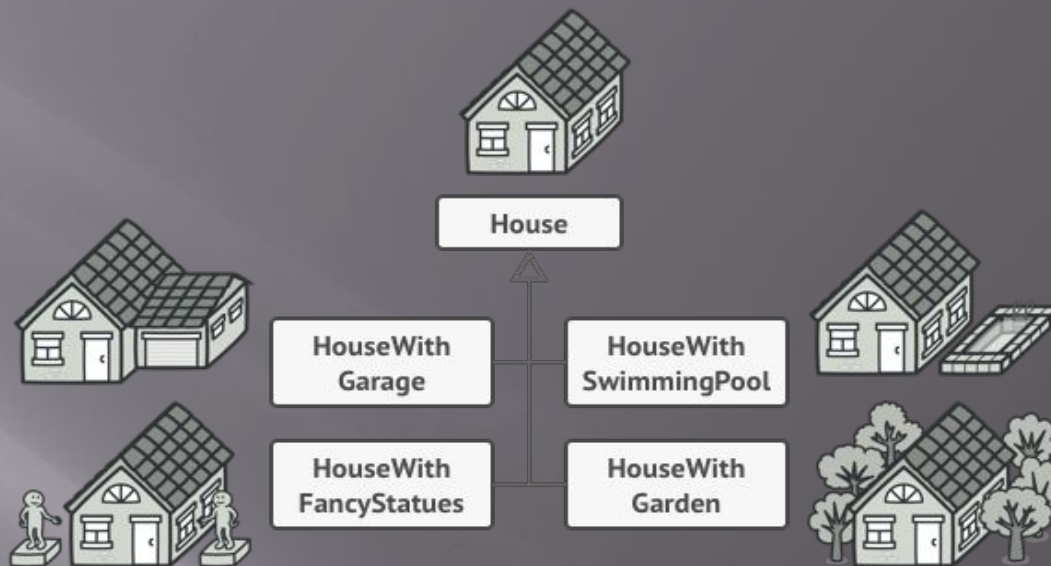 House
HouseWith
Garage
HouseWith
SwimmingPool
HouseWith
FancyStatues
HouseWith
Garden